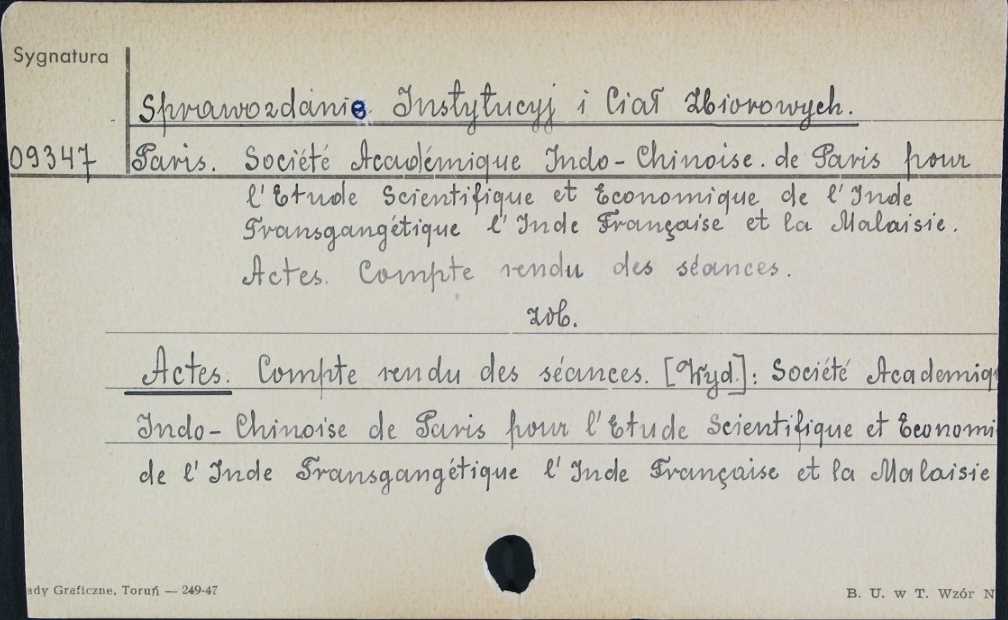 Sygnatura
Sprawozdanie Instytucyj i Ciał Zbiorowych.
09347 Paris. Société Académique Indo-Chinoise. de Paris pour
l'Etude Scientifique et Economique de l'Inde
Transgangétique l'Inde Française et la Malaisie.
Actes. Compte rendu des séances.
zob.
Actes. Compte rendu des séances. [Wyd.]: Société Academiq
Indo-Chinoise de Paris pour l'Etude Scientifique et Economi
de l'Inde Transgangétique l'Inde Française et la Malaisie
ady Graficzne, Toruń — 249-47
B. U. w T. Wzór N